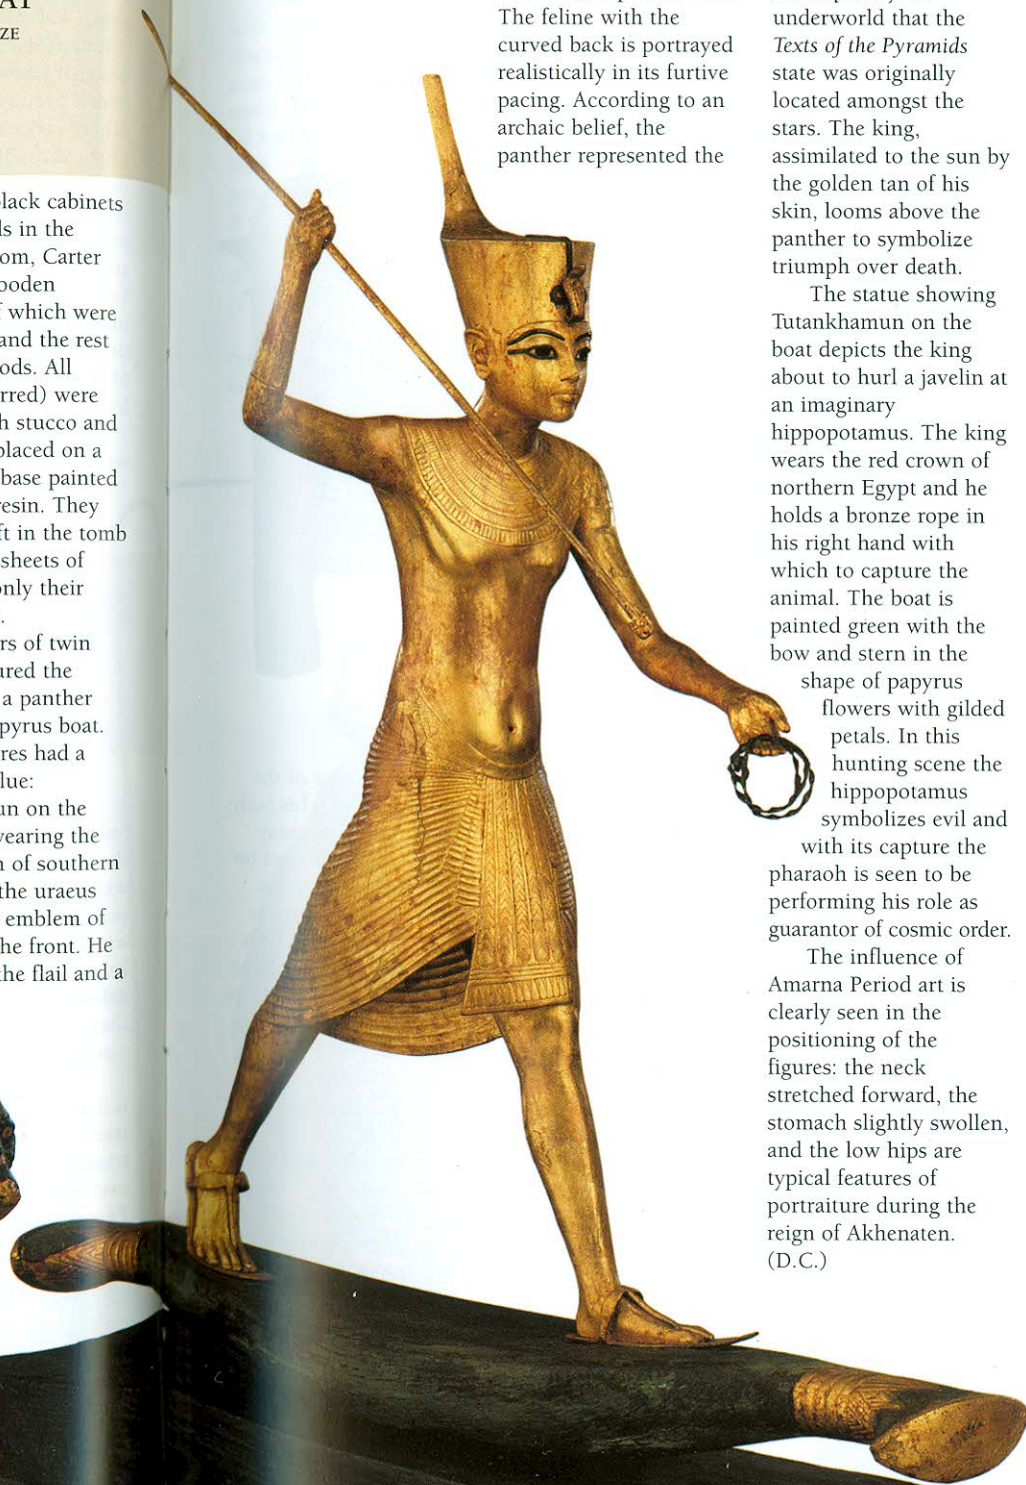 ZE
black cabinets
in the
Carter
which were
and the rest
All
were
stucco and
placed on a
base painted
resin. They
in the tomb
sheets of
only their
of twin
the
a panther
boat.
had a
on the
wearing the
of southern
the uraeus
emblem of
the front. He
the flail and a
The feline with the
curved back is portrayed
realistically in its furtive
pacing. According to an
archaic belief, the
panther represented the
underworld that the
Texts of the Pyramids
state was originally
located amongst the
stars. The king,
assimilated to the sun by
the golden tan of his
skin, looms above the
panther to symbolize
triumph over death.
The statue showing
Tutankhamun on the
boat depicts the king
about to hurl a javelin at
an imaginary
hippopotamus. The king
wears the red crown of
northern Egypt and he
holds a bronze rope in
his right hand with
which to capture the
animal. The boat is
painted green with the
bow and stern in the
shape of papyrus
flowers with gilded
petals. In this
hunting scene the
hippopotamus
symbolizes evil and
with its capture the
pharaoh is seen to be
performing his role as
guarantor of cosmic order.
The influence of
Amarna Period art is
clearly seen in the
positioning of the
figures: the neck
stretched forward, the
stomach slightly swollen,
and the low hips are
typical features of
portraiture during the
reign of Akhenaten.
(D.C.)